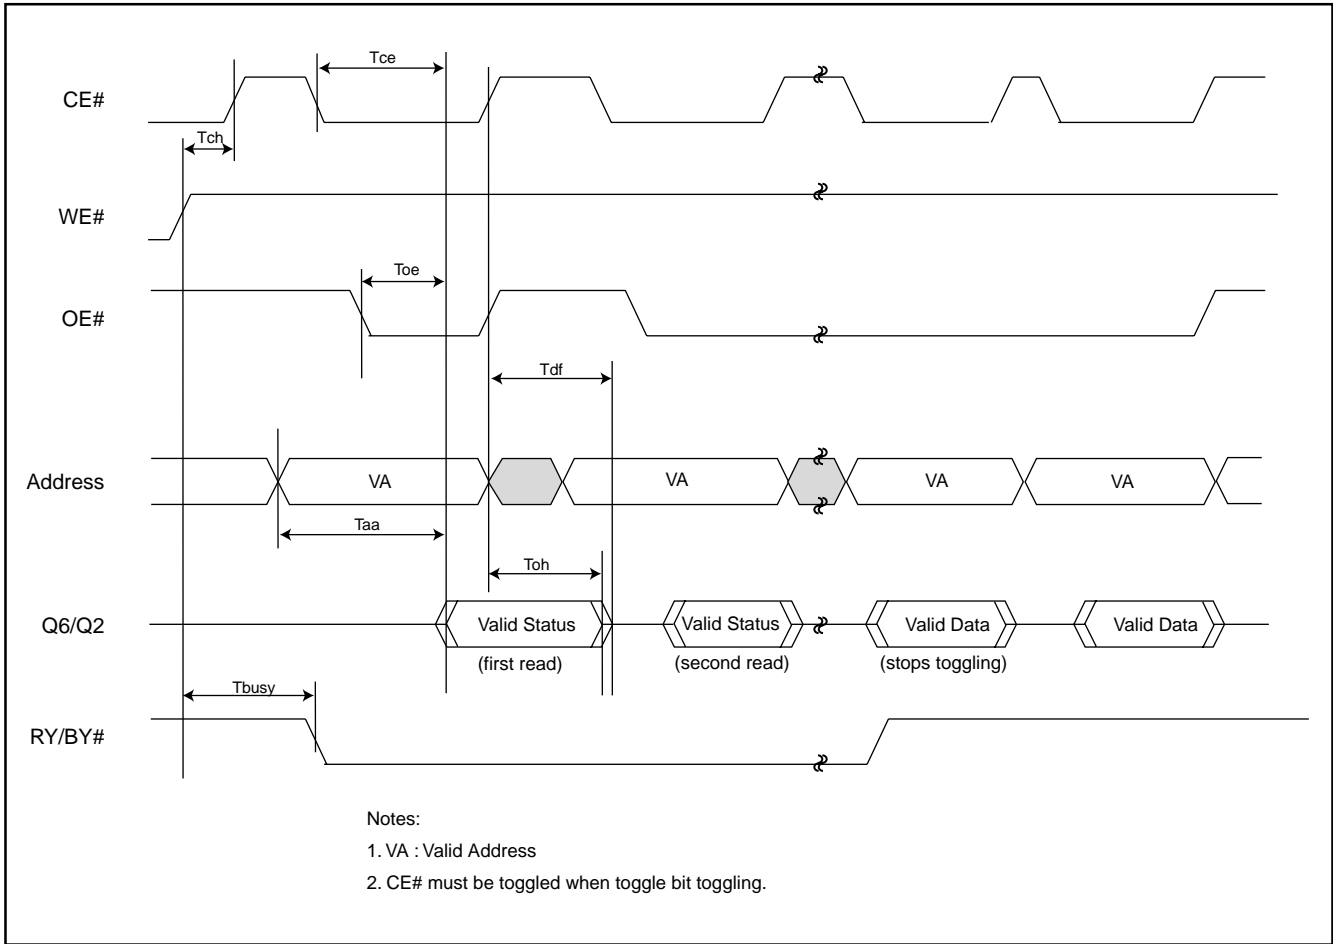 Tce
CE#
Tch
WE#
Toe
OE#
Tdf
Address VA VA VA VA
Taa
Toh
Q6/Q2 Valid Status Valid Status Valid Data Valid Data
(first read) (second read) (stops toggling)
Tbusy
RY/BY#
Notes:
1. VA : Valid Address
2. CE# must be toggled when toggle bit toggling.